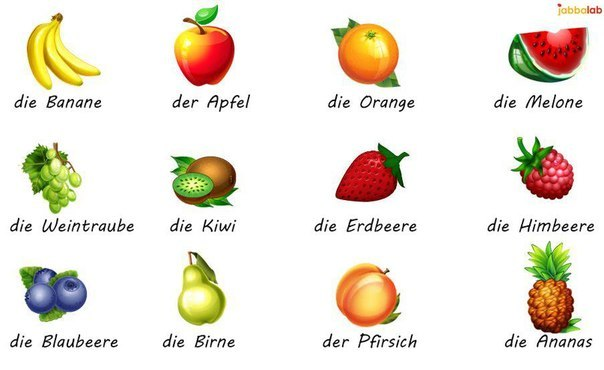 jabbalab
die Banane
der Apfel
die Orange
die Melone
die Weintraube
die Kiwi
die Erdbeere
die Himbeere
die Blaubeere
die Birne
der Pfirsich
die Ananas